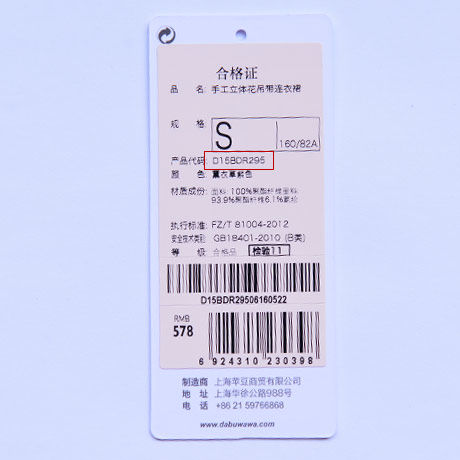 合格证
品 名: 手工立体花吊带连衣裙
规 格: S 160/82A
产品代码: D15BDR295
颜 色: 薰衣草紫色
材质成份: 面料: 100%聚酯纤维里料:
93.9%聚酯纤维6.1%氨纶
执行标准: FZ/T 81004-2012
安全技术类别: GB18401-2010 (B类)
等 级: 合格品 检验11
D15BDR29506160522
RMB
578
6 924310 230398
制造商 上海苹豆商贸有限公司
地 址 上海华徐公路988号
电 话 +86 21 59766868
www.dabuwawa.com